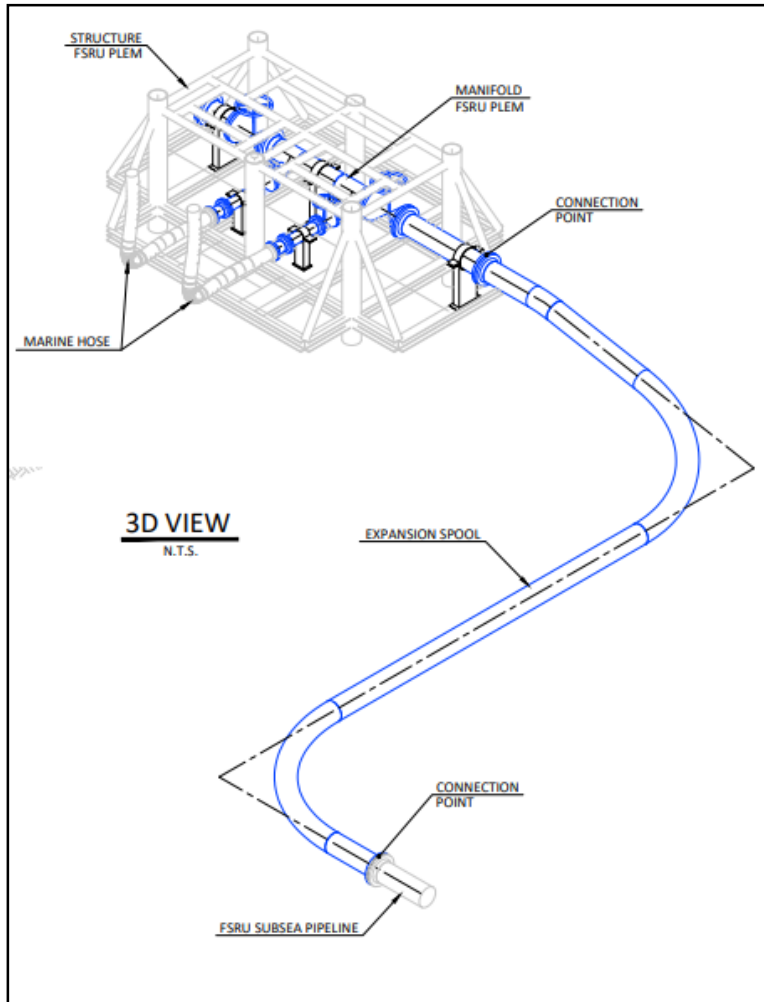 STRUCTURE
FSRU PLEM
MANIFOLD
FSRU PLEM
CONNECTION
POINT
MARINE HOSE
3D VIEW
N.T.S.
EXPANSION SPOOL
CONNECTION
POINT
FSRU SUBSEA PIPELINE